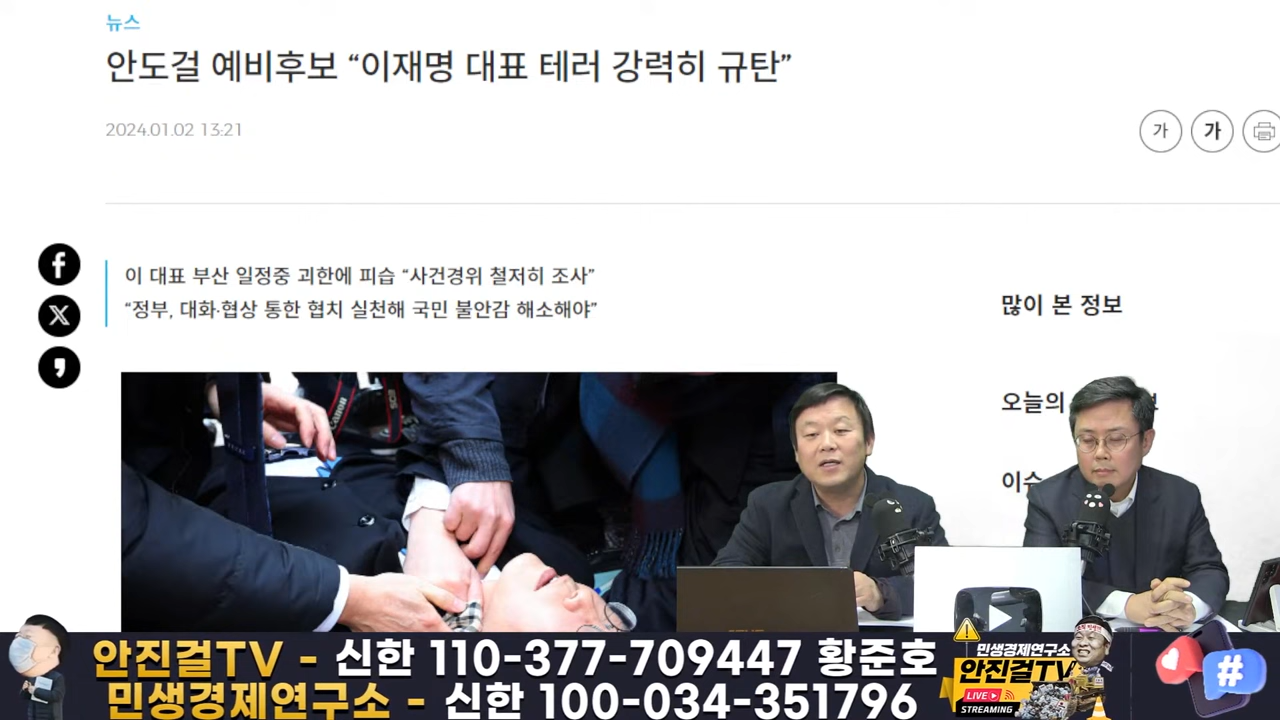 뉴스
안도걸 예비후보 “이재명 대표 테러 강력히 규탄”
2024.01.02 13:21
가 가
이 대표 부산 일정중 괴한에 피습 “사건경위 철저히 조사”
“정부, 대화·협상 통한 협치 실천해 국민 불안감 해소해야”
많이 본 정보
오늘의
이슈
Canon
안진걸TV - 신한 110-377-709447 황준호
민생경제연구소 - 신한 100-034-351796
민생경제연구소
안진걸TV
LIVE
STREAMING
#